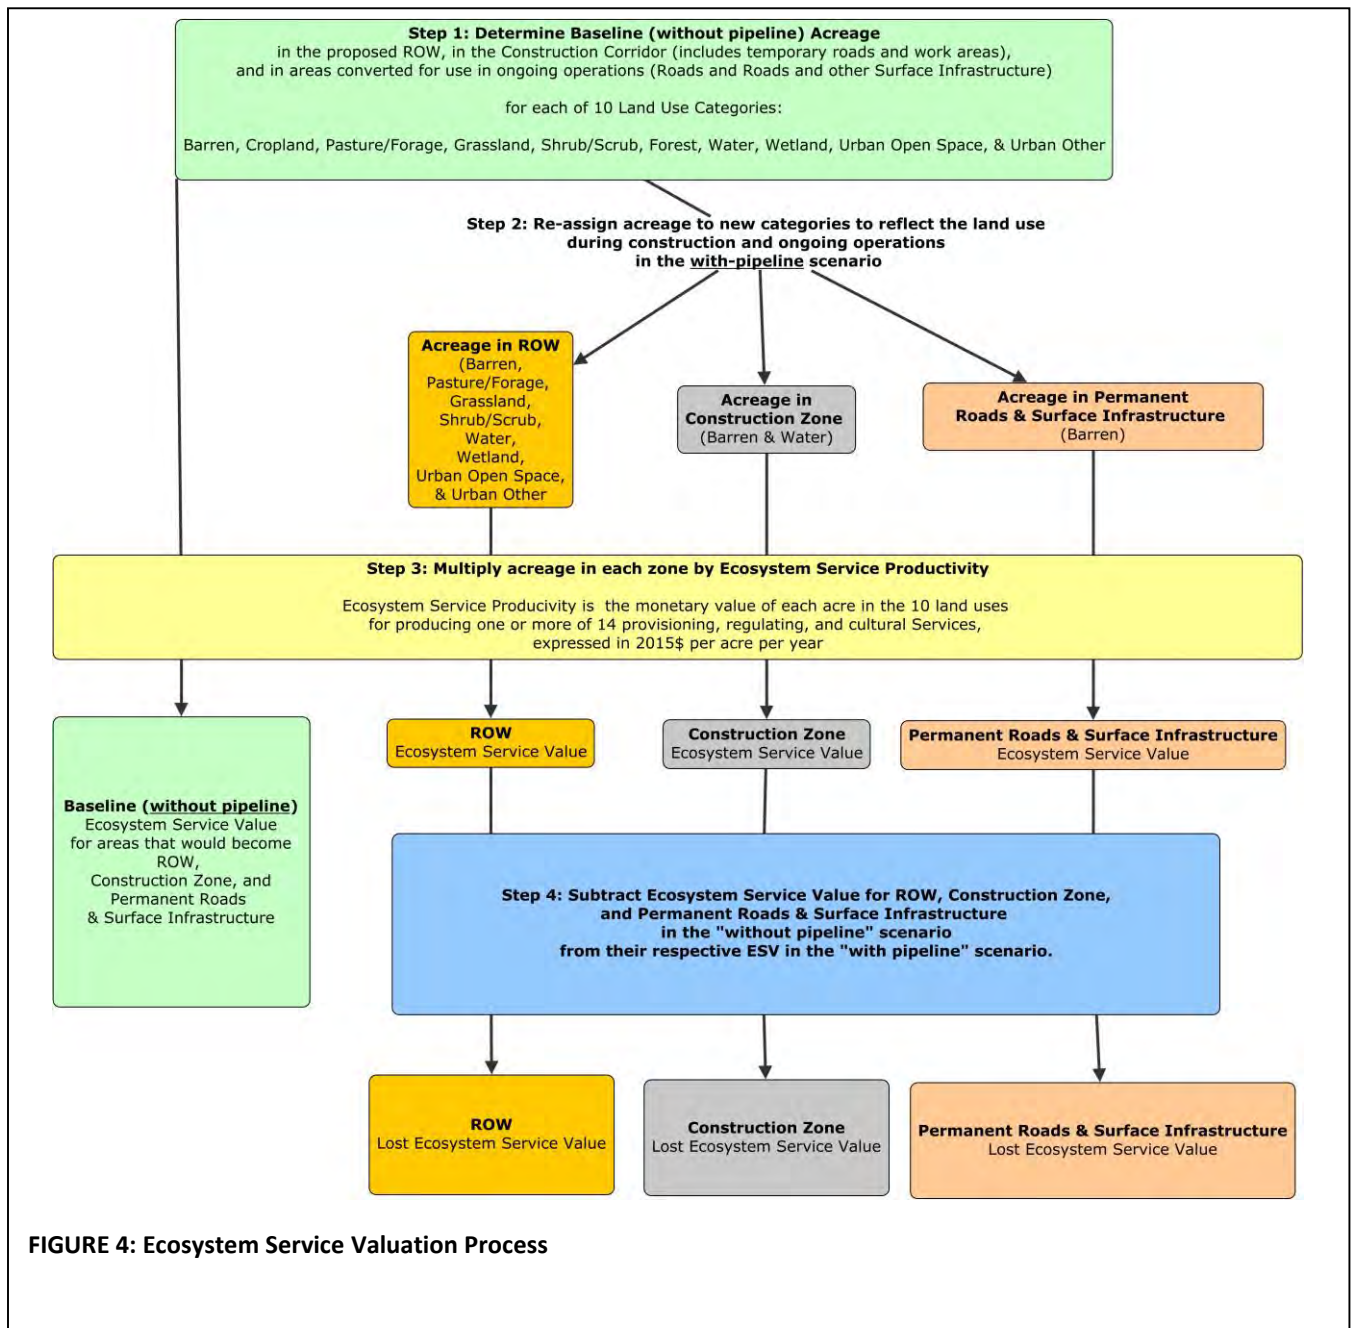 Step 1: Determine Baseline (without pipeline) Acreage
in the proposed ROW, in the Construction Corridor (includes temporary roads and work areas),
and in areas converted for use in ongoing operations (Roads and Roads and other Surface Infrastructure)
for each of 10 Land Use Categories:
Barren, Cropland, Pasture/Forage, Grassland, Shrub/Scrub, Forest, Water, Wetland, Urban Open Space, & Urban Other
Step 2: Re-assign acreage to new categories to reflect the land use
during construction and ongoing operations
in the with-pipeline scenario
Acreage in ROW
(Barren,
Pasture/Forage,
Grassland,
Shrub/Scrub,
Water,
Wetland,
Urban Open Space,
& Urban Other
Acreage in
Construction Zone
(Barren & Water)
Acreage in Permanent
Roads & Surface Infrastructure
(Barren)
Step 3: Multiply acreage in each zone by Ecosystem Service Productivity
Ecosystem Service Producivity is the monetary value of each acre in the 10 land uses
for producing one or more of 14 provisioning, regulating, and cultural Services,
expressed in 2015$ per acre per year
Baseline (without pipeline)
Ecosystem Service Value
for areas that would become
ROW,
Construction Zone, and
Permanent Roads
& Surface Infrastructure
ROW
Ecosystem Service Value
Construction Zone
Ecosystem Service Value
Permanent Roads & Surface Infrastructure
Ecosystem Service Value
Step 4: Subtract Ecosystem Service Value for ROW, Construction Zone,
and Permanent Roads & Surface Infrastructure
in the "without pipeline" scenario
from their respective ESV in the "with pipeline" scenario.
ROW
Lost Ecosystem Service Value
Construction Zone
Lost Ecosystem Service Value
Permanent Roads & Surface Infrastructure
Lost Ecosystem Service Value
FIGURE 4: Ecosystem Service Valuation Process